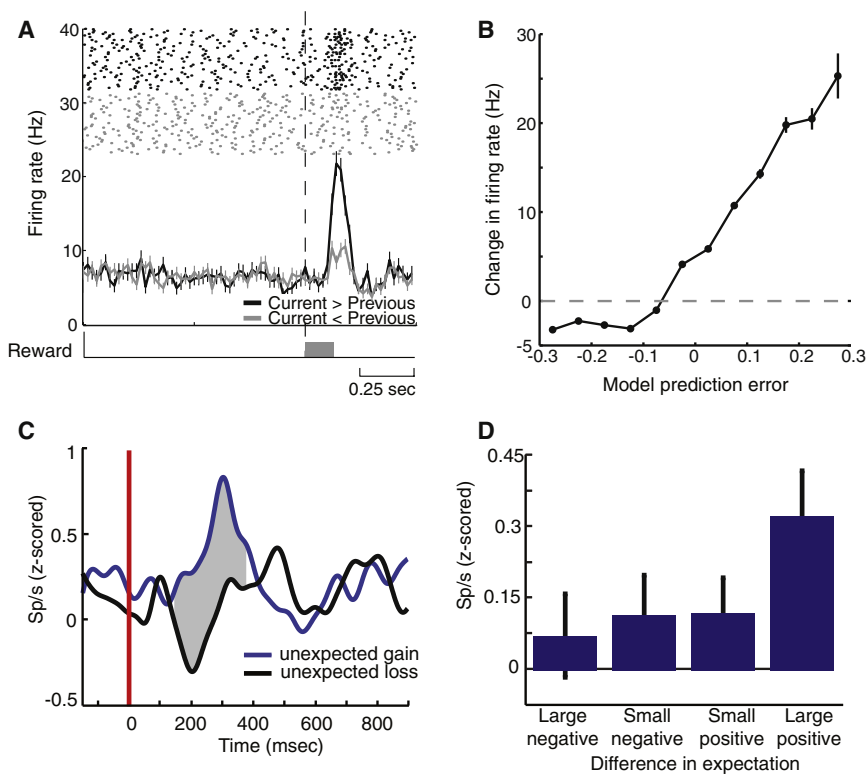 A
Firing rate (Hz)
40
30
20
10
0
Current > Previous
Current < Previous
Reward
0.25 sec
B
Change in firing rate (Hz)
30
25
20
15
10
5
0
-5
-0.3 -0.2 -0.1 0 0.1 0.2 0.3
Model prediction error
C
Sp/s (z-scored)
1
0.5
0
-0.5
unexpected gain
unexpected loss
0 200 400 600 800
Time (msec)
D
Sp/s (z-scored)
0.45
0.3
0.15
0
Large negative
Small negative
Small positive
Large positive
Difference in expectation